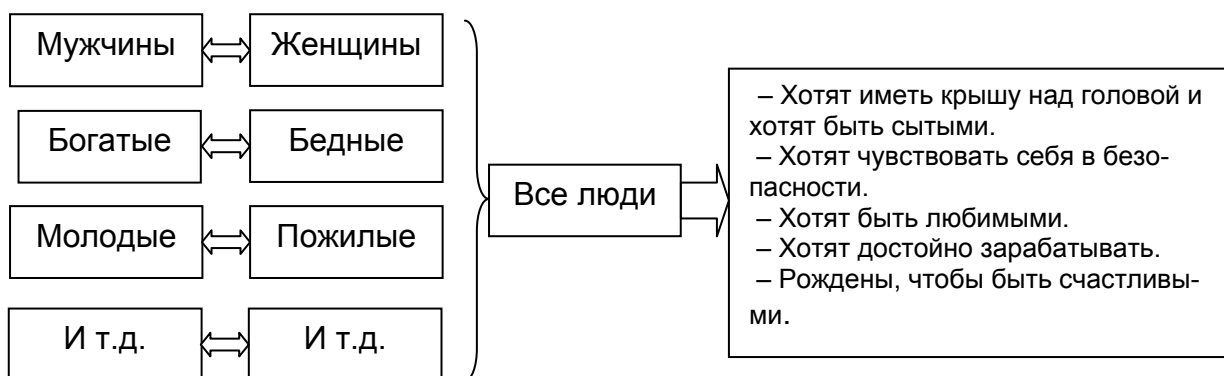 Мужчины
Женщины
Богатые
Бедные
Молодые
Пожилые
И т.д.
И т.д.
Все люди
– Хотят иметь крышу над головой и
хотят быть сытыми.
– Хотят чувствовать себя в безо-
пасности.
– Хотят быть любимыми.
– Хотят достойно зарабатывать.
– Рождены, чтобы быть счастливы-
ми.